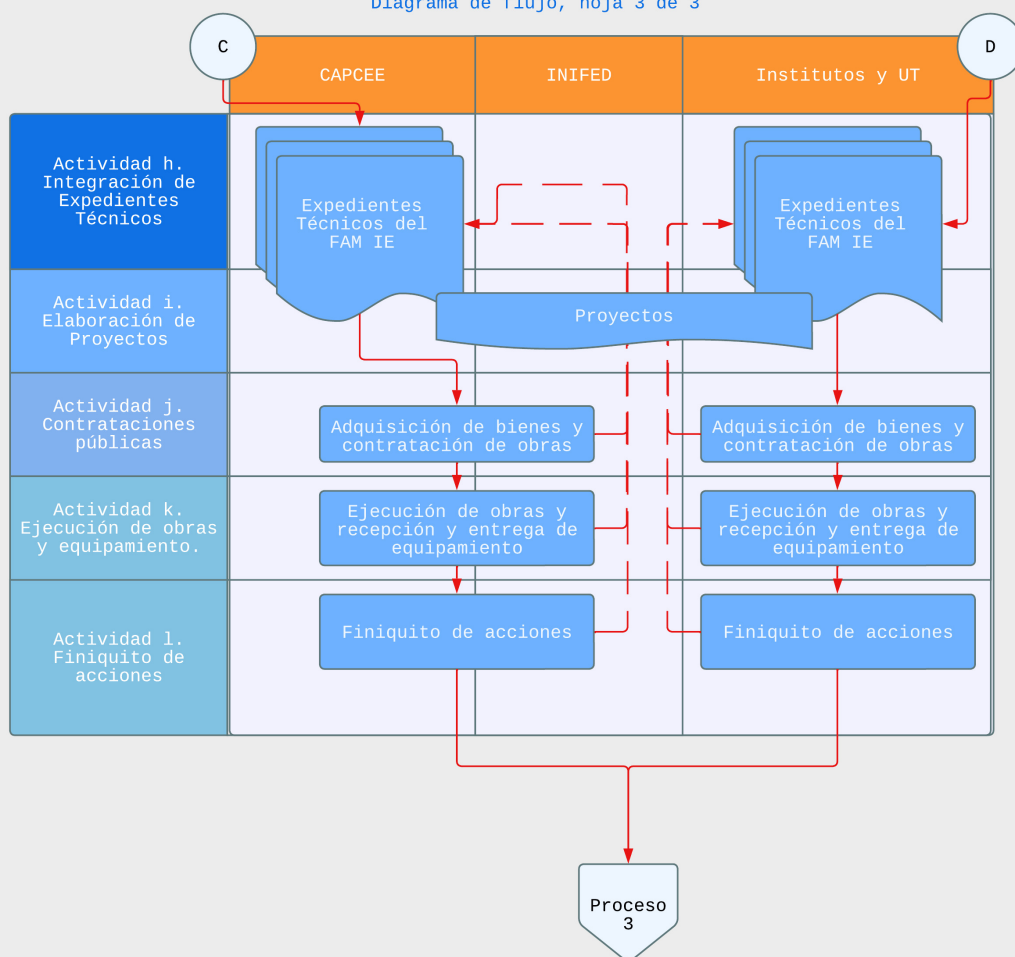 Diagrama de flujo, hoja 3 de 3
C
D
CAPCEE
INIFED
Institutos y UT
Actividad h.
Integración de
Expedientes
Técnicos
Expedientes
Técnicos del
FAM IE
Expedientes
Técnicos del
FAM IE
Actividad i.
Elaboración de
Proyectos
Proyectos
Actividad j.
Contrataciones
públicas
Adquisición de bienes y
contratación de obras
Adquisición de bienes y
contratación de obras
Actividad k.
Ejecución de obras
y equipamiento.
Ejecución de obras y
recepción y entrega de
equipamiento
Ejecución de obras y
recepción y entrega de
equipamiento
Actividad l.
Finiquito de
acciones
Finiquito de acciones
Finiquito de acciones
Proceso
3